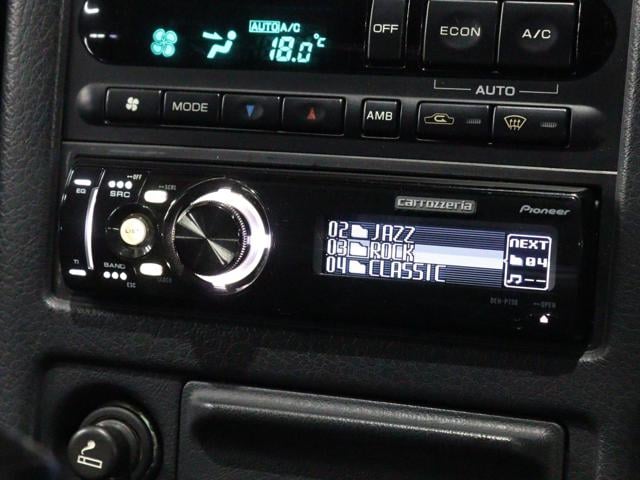 AUTO A/C
18.0°C
OFF
ECON
A/C
AUTO
MODE
AMB
OFF
SCRL
EQ
SRC
LIST
TI
BAND
ESC
carrozzeria
Pioneer
02 JAZZ
03 ROCK
04 CLASSIC
NEXT
04
--
OPEN